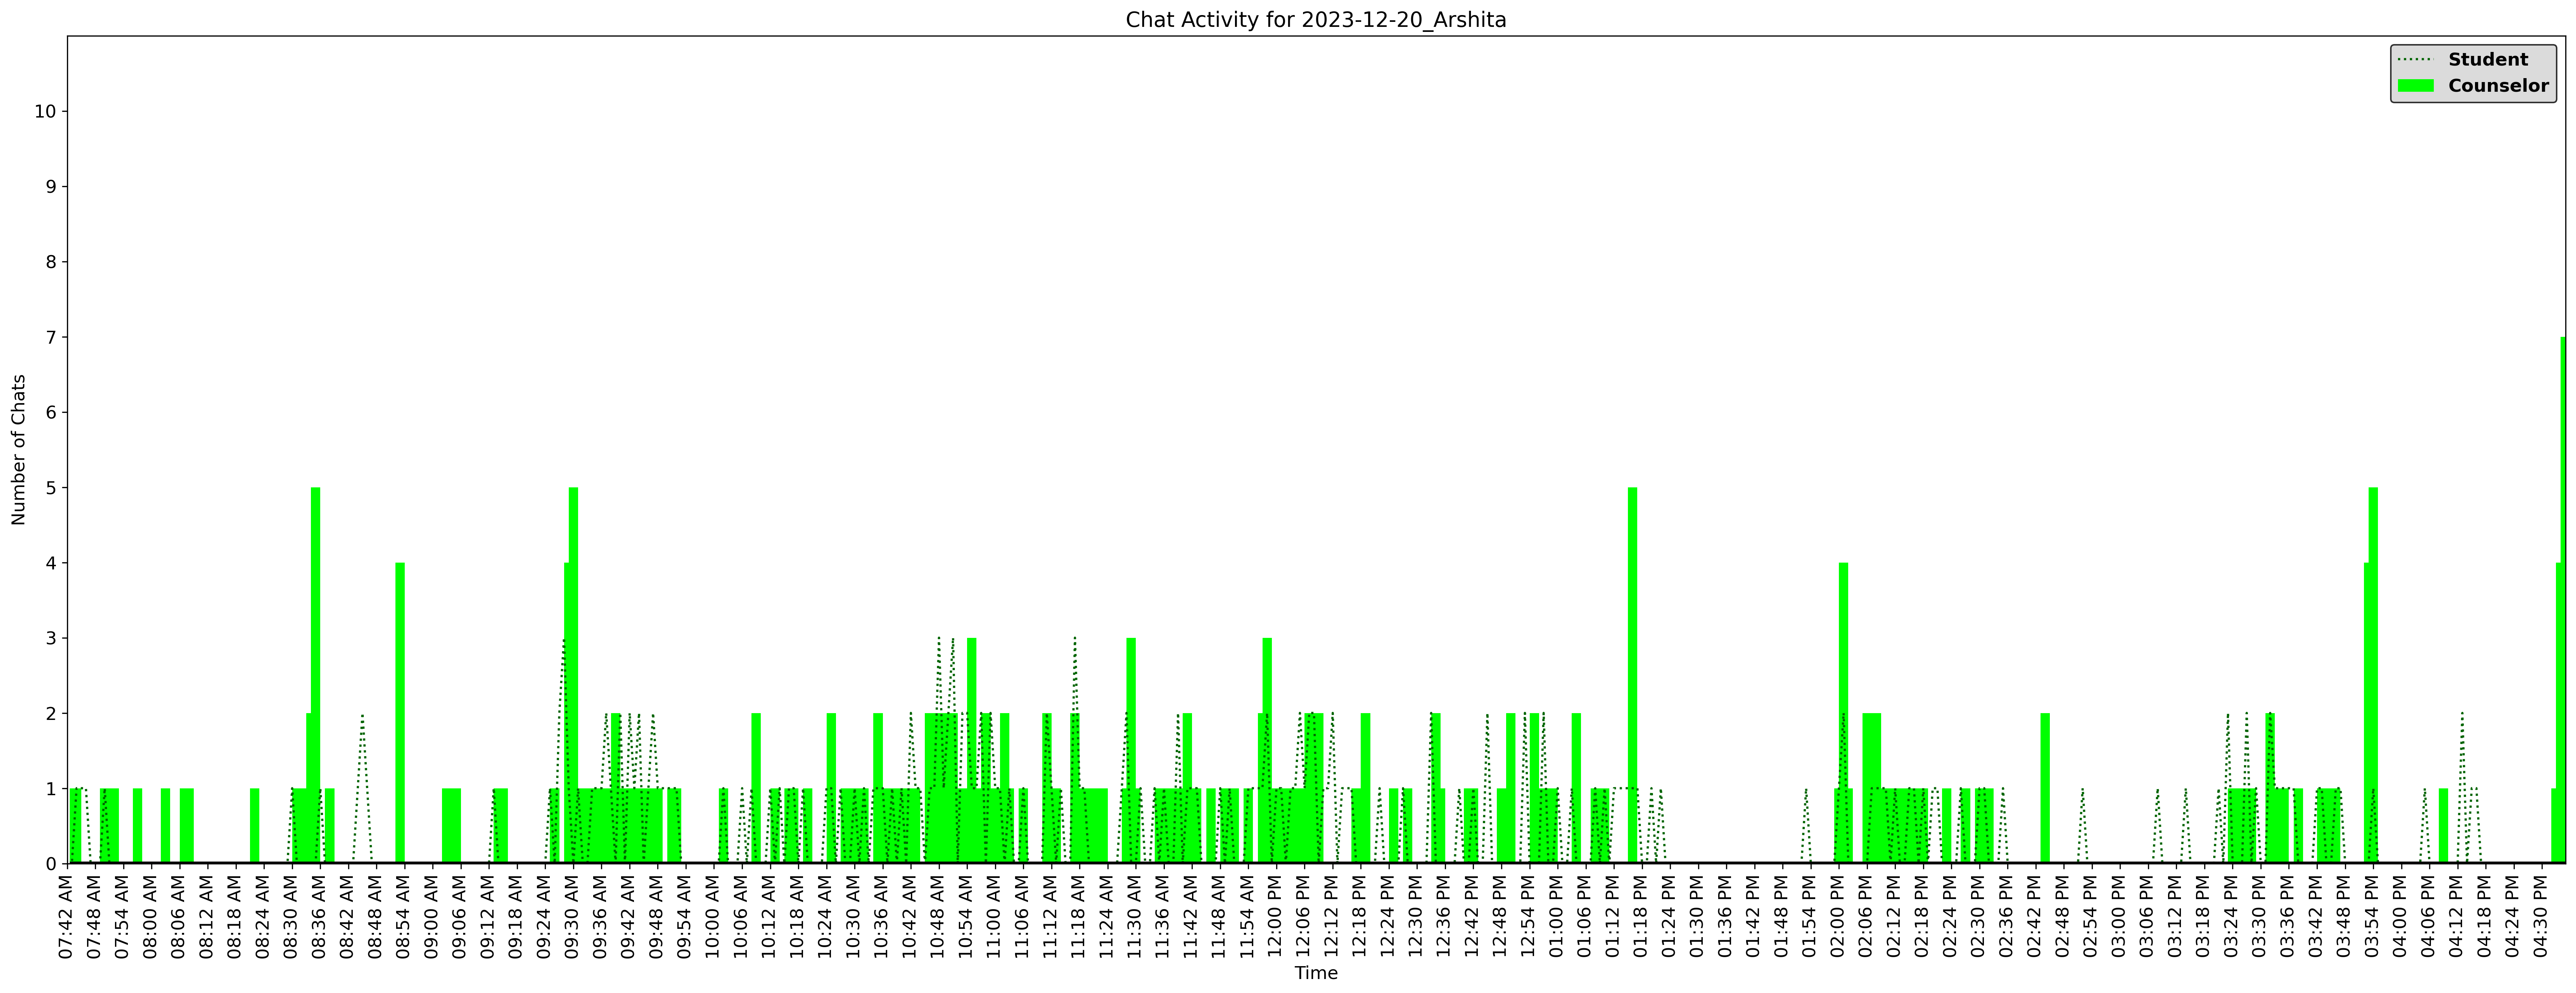 Chat Activity for 2023-12-20_Arshita
Student
Counselor
Number of Chats
10
9
8
7
6
5
4
3
2
1
0
07:42 AM
07:48 AM
07:54 AM
08:00 AM
08:06 AM
08:12 AM
08:18 AM
08:24 AM
08:30 AM
08:36 AM
08:42 AM
08:48 AM
08:54 AM
09:00 AM
09:06 AM
09:12 AM
09:18 AM
09:24 AM
09:30 AM
09:36 AM
09:42 AM
09:48 AM
09:54 AM
10:00 AM
10:06 AM
10:12 AM
10:18 AM
10:24 AM
10:30 AM
10:36 AM
10:42 AM
10:48 AM
10:54 AM
11:00 AM
11:06 AM
11:12 AM
11:18 AM
11:24 AM
11:30 AM
11:36 AM
11:42 AM
11:48 AM
11:54 AM
12:00 PM
12:06 PM
12:12 PM
12:18 PM
12:24 PM
12:30 PM
12:36 PM
12:42 PM
12:48 PM
12:54 PM
01:00 PM
01:06 PM
01:12 PM
01:18 PM
01:24 PM
01:30 PM
01:36 PM
01:42 PM
01:48 PM
01:54 PM
02:00 PM
02:06 PM
02:12 PM
02:18 PM
02:24 PM
02:30 PM
02:36 PM
02:42 PM
02:48 PM
02:54 PM
03:00 PM
03:06 PM
03:12 PM
03:18 PM
03:24 PM
03:30 PM
03:36 PM
03:42 PM
03:48 PM
03:54 PM
04:00 PM
04:06 PM
04:12 PM
04:18 PM
04:24 PM
04:30 PM
Time